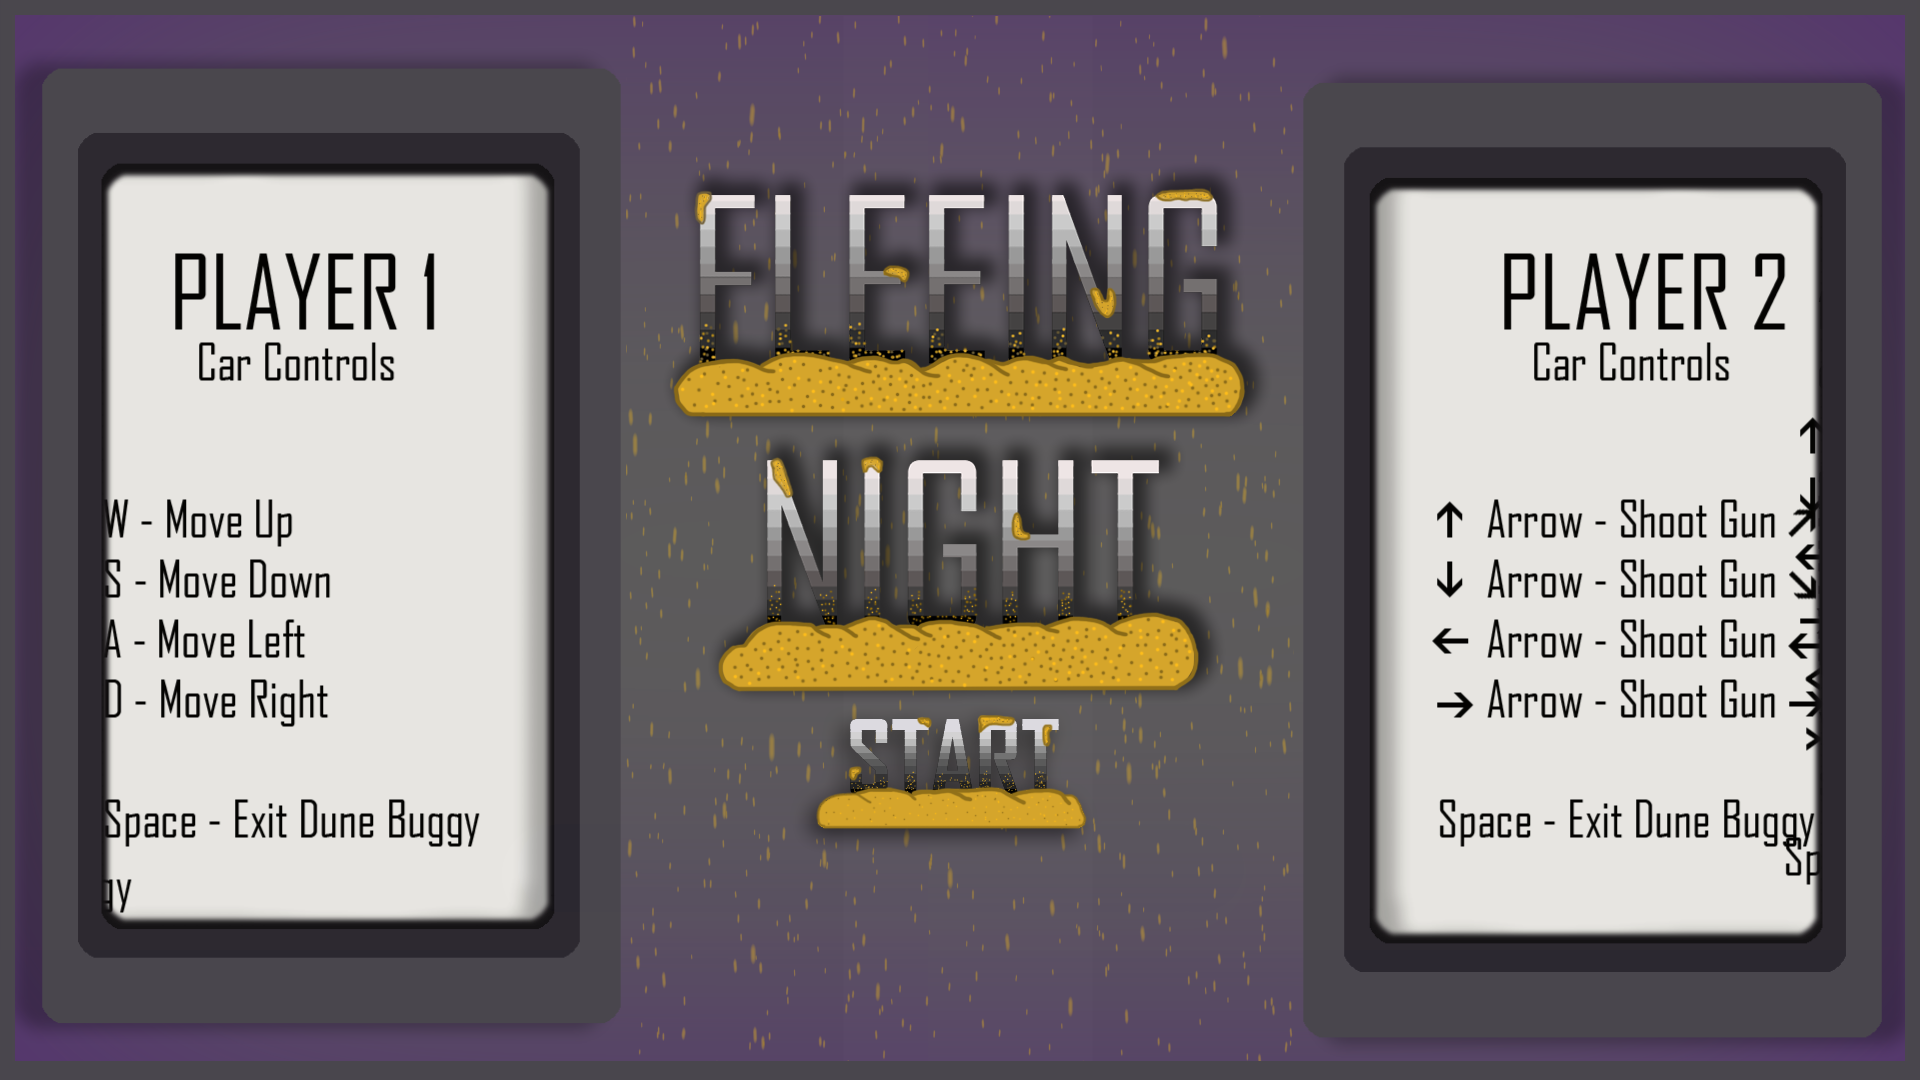 PLAYER 1
Car Controls
W - Move Up
S - Move Down
A - Move Left
D - Move Right
Space - Exit Dune Buggy
gy
FLEEING
NIGHT
START
PLAYER 2
Car Controls
↑ Arrow - Shoot Gun
↓ Arrow - Shoot Gun
← Arrow - Shoot Gun ←
→ Arrow - Shoot Gun →
Space - Exit Dune Buggy
Sp